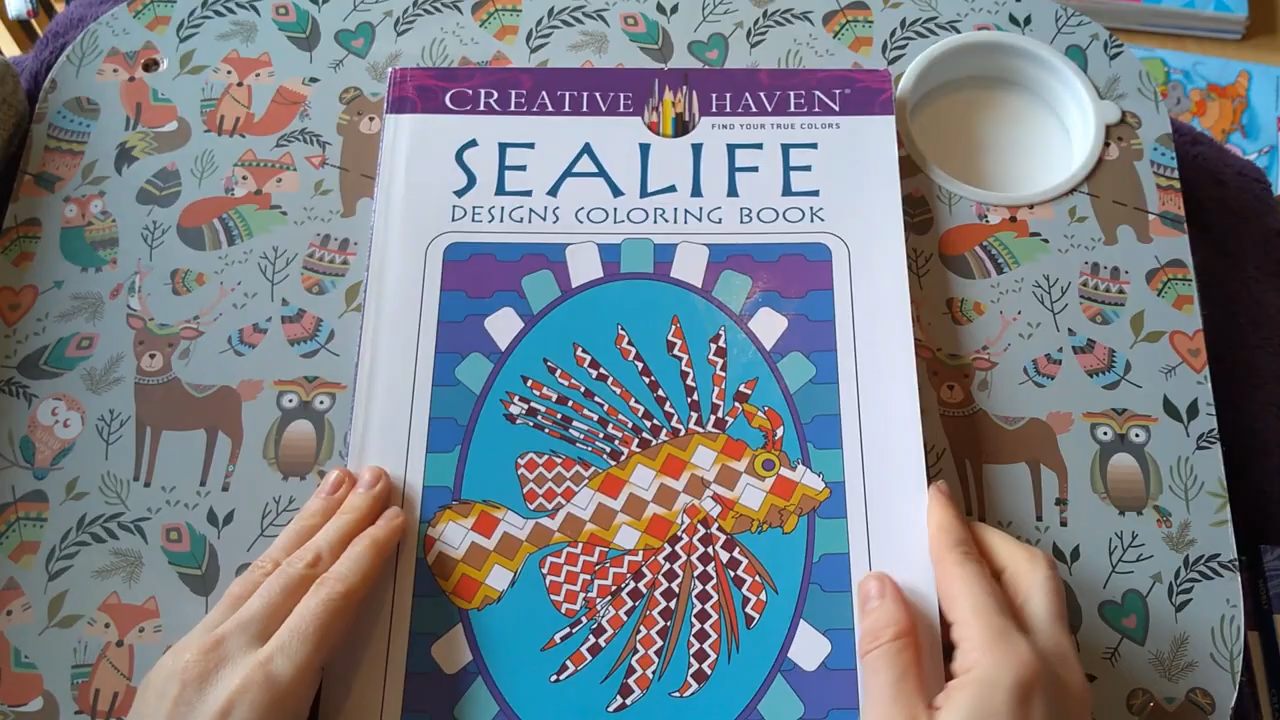 CREATIVE HAVEN®
FIND YOUR TRUE COLORS
SEALIFE
DESIGNS COLORING BOOK